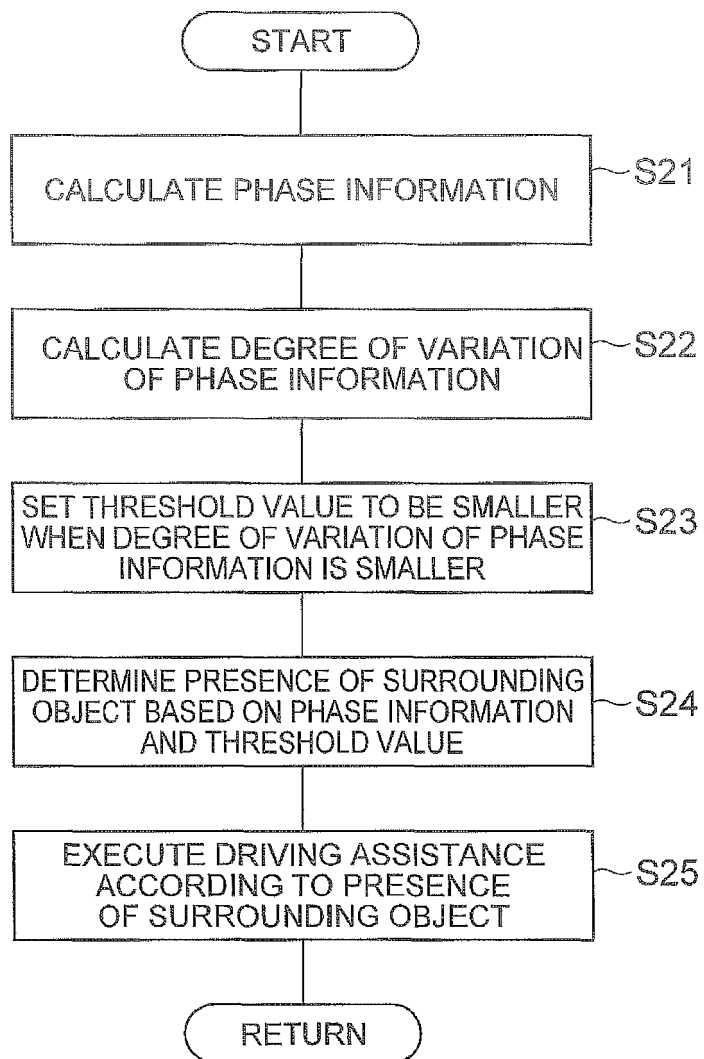 START
CALCULATE PHASE INFORMATION
S21
CALCULATE DEGREE OF VARIATION
OF PHASE INFORMATION
S22
SET THRESHOLD VALUE TO BE SMALLER
WHEN DEGREE OF VARIATION OF PHASE
INFORMATION IS SMALLER
S23
DETERMINE PRESENCE OF SURROUNDING
OBJECT BASED ON PHASE INFORMATION
AND THRESHOLD VALUE
S24
EXECUTE DRIVING ASSISTANCE
ACCORDING TO PRESENCE
OF SURROUNDING OBJECT
S25
RETURN